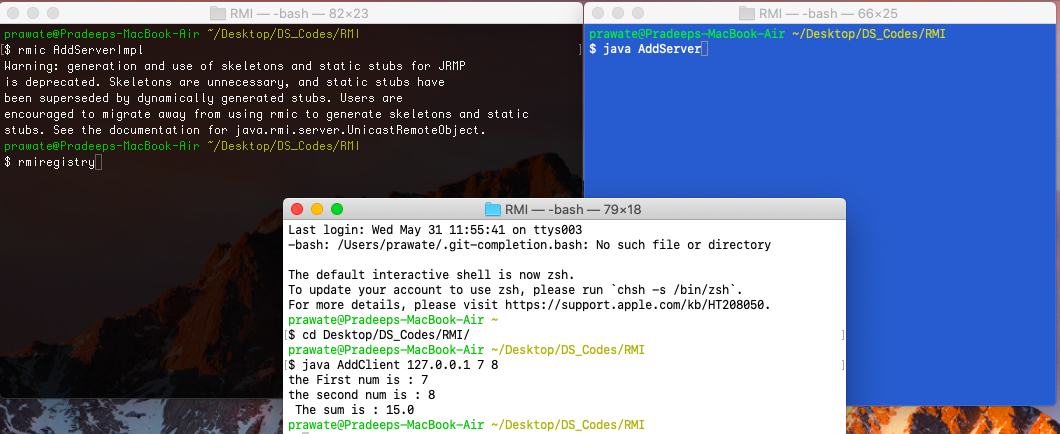 RMI — -bash — 82×23
prawate@Pradeeps-MacBook-Air ~/Desktop/DS_Codes/RMI
[$ rmic AddServerImpl ]
Warning: generation and use of skeletons and static stubs for JRMP
is deprecated. Skeletons are unnecessary, and static stubs have
been superseded by dynamically generated stubs. Users are
encouraged to migrate away from using rmic to generate skeletons and static
stubs. See the documentation for java.rmi.server.UnicastRemoteObject.
prawate@Pradeeps-MacBook-Air ~/Desktop/DS_Codes/RMI
$ rmiregistry
RMI — -bash — 66×25
prawate@Pradeeps-MacBook-Air ~/Desktop/DS_Codes/RMI
$ java AddServer
RMI — -bash — 79×18
Last login: Wed May 31 11:55:41 on ttys003
-bash: /Users/prawate/.git-completion.bash: No such file or directory
The default interactive shell is now zsh.
To update your account to use zsh, please run `chsh -s /bin/zsh`.
For more details, please visit https://support.apple.com/kb/HT208050.
prawate@Pradeeps-MacBook-Air ~
[$ cd Desktop/DS_Codes/RMI/ ]
prawate@Pradeeps-MacBook-Air ~/Desktop/DS_Codes/RMI
[$ java AddClient 127.0.0.1 7 8 ]
the First num is : 7
the second num is : 8
The sum is : 15.0
prawate@Pradeeps-MacBook-Air ~/Desktop/DS_Codes/RMI